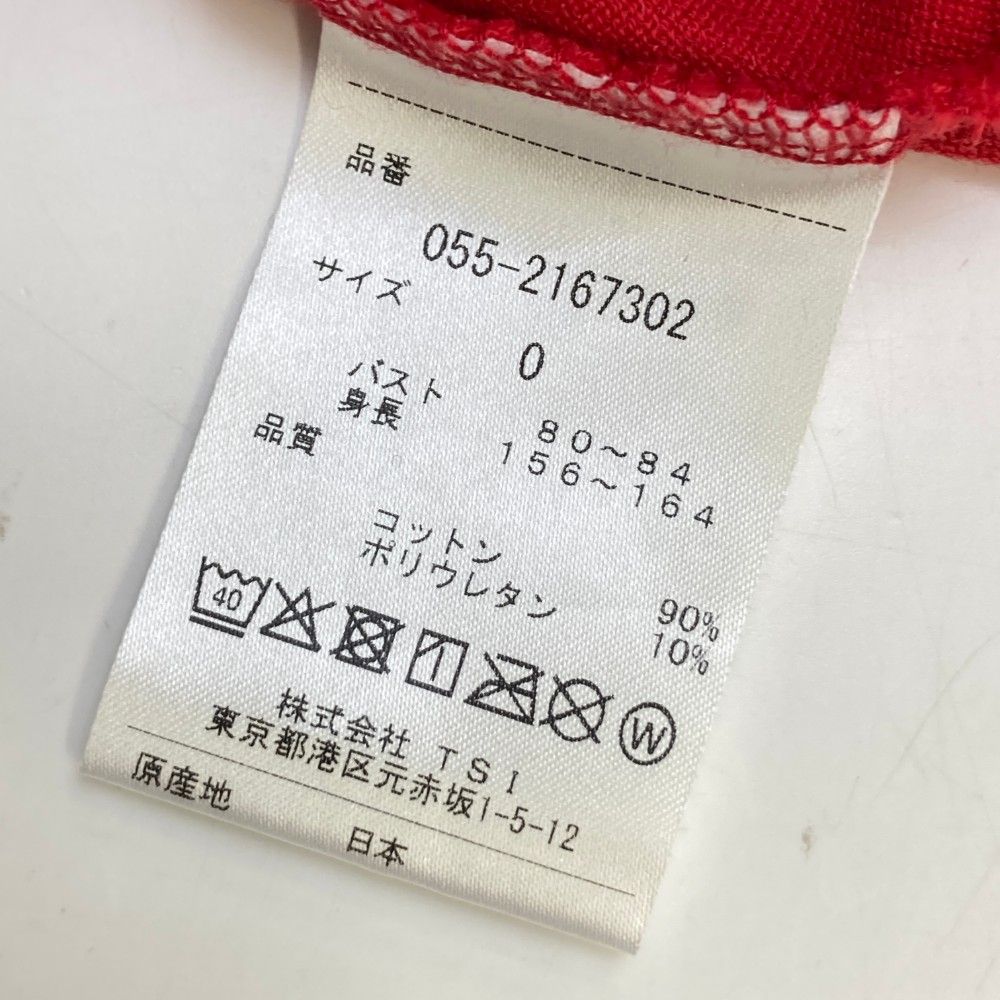 品番
055-2167302
サイズ
0
バスト 80～84
身長 156～164
品質
コットン 90%
ポリウレタン 10%
40 W
株式会社 TSI
東京都港区元赤坂1-5-12
原産地
日本